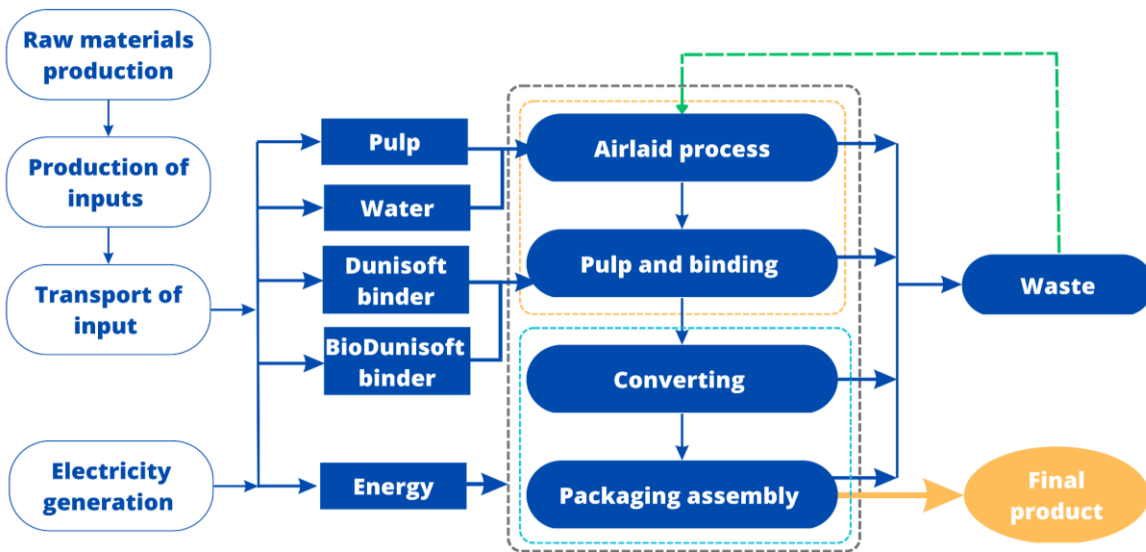 Raw materials
production
Production of
inputs
Transport of
input
Electricity
generation
Pulp
Water
Dunisoft
binder
BioDunisoft
binder
Energy
Airlaid process
Pulp and binding
Converting
Packaging assembly
Waste
Final
product